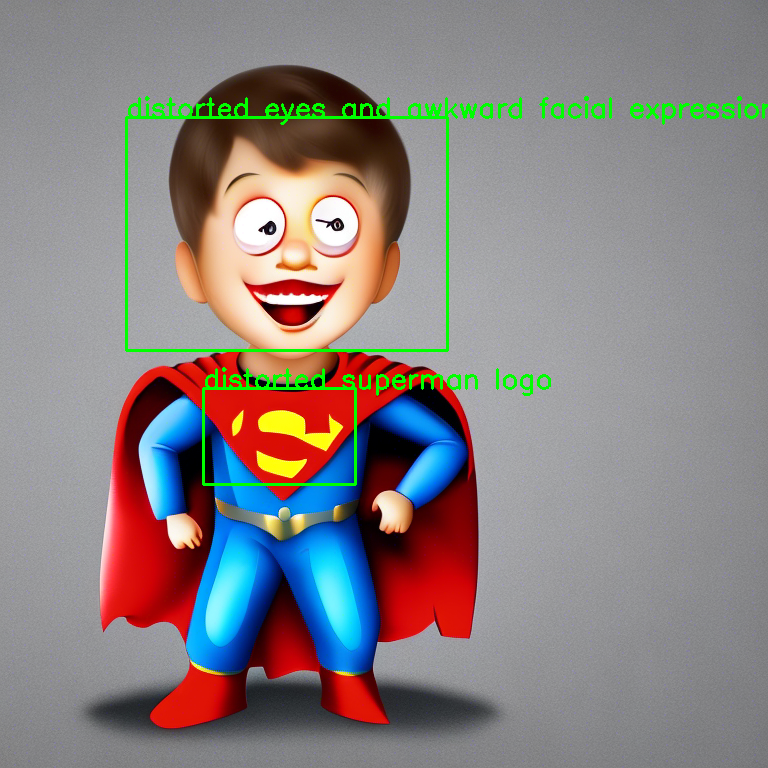 distorted eyes and awkward facial expression
distorted superman logo